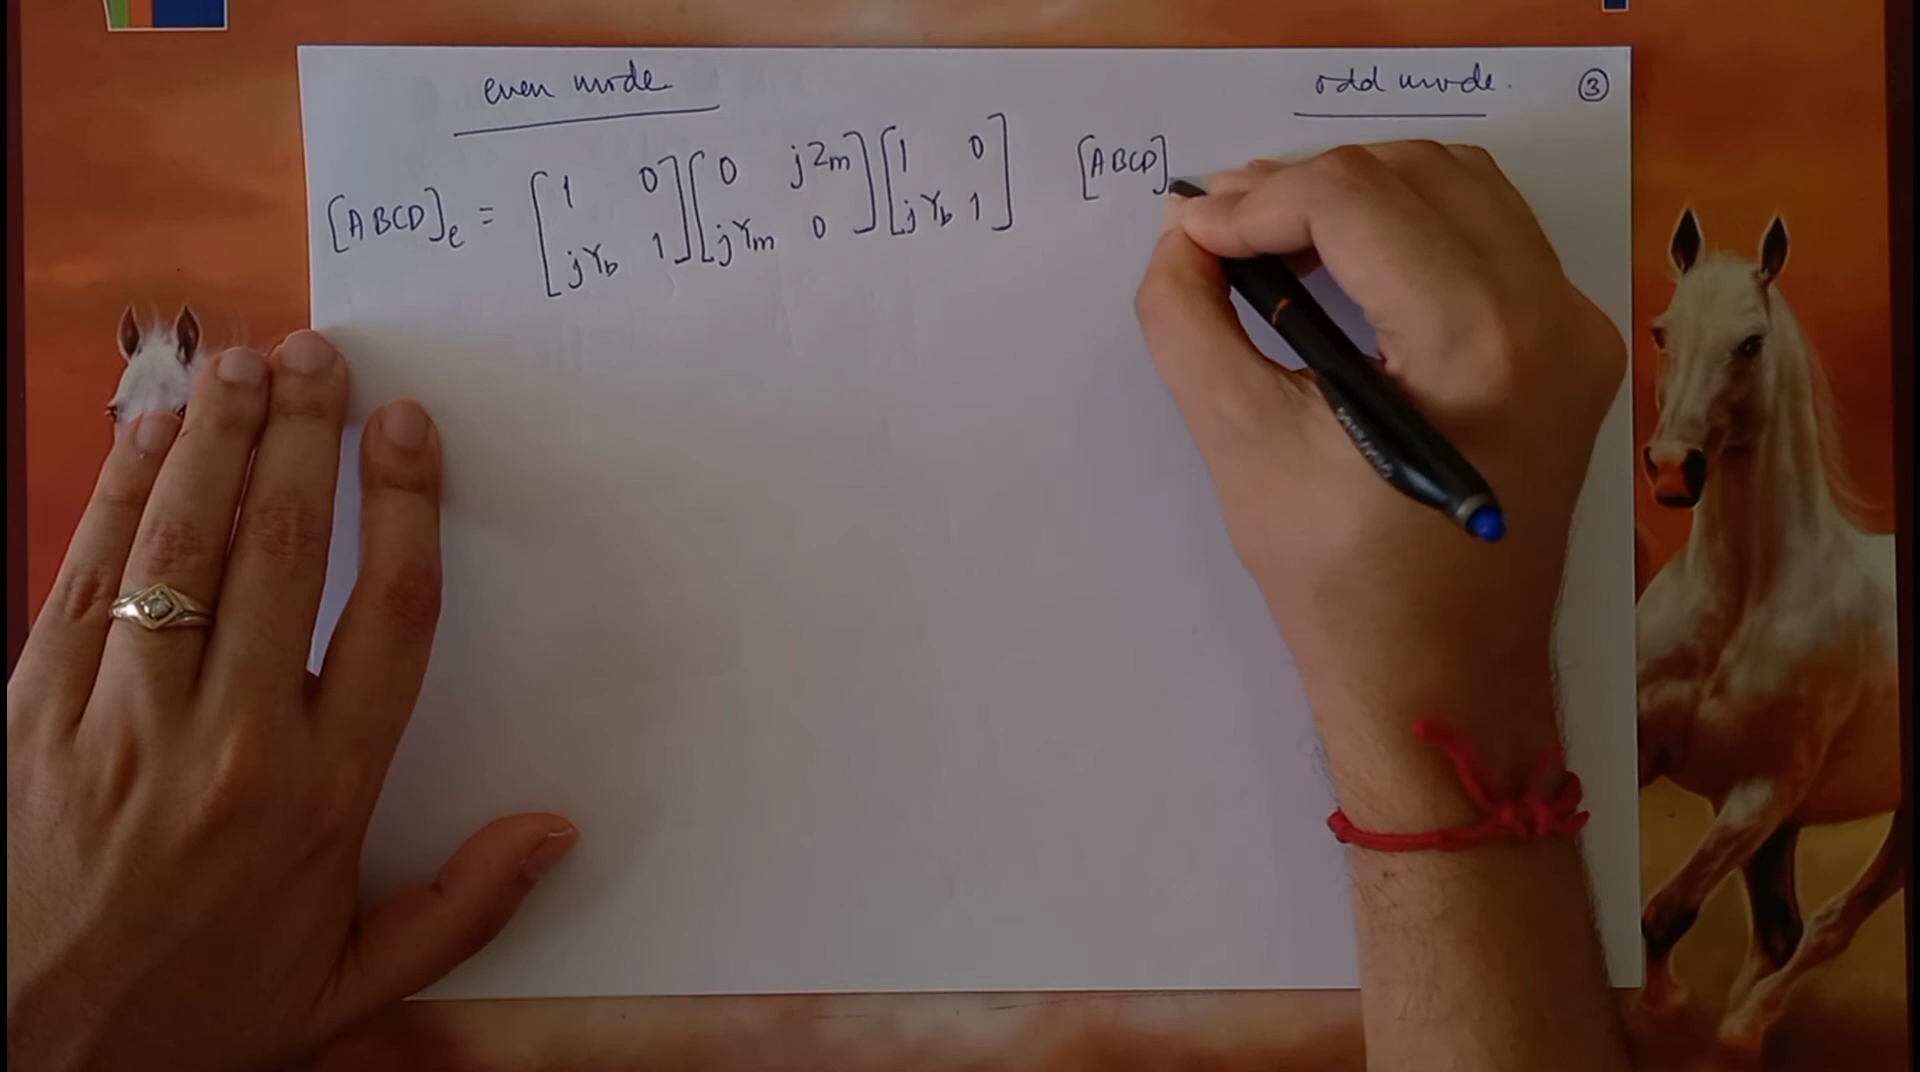 even mode
odd mode.
3
[ABCD]e = [1 0
jYb 1] [0 jZm
jYm 0] [1 0
jYb 1]
[ABCD]